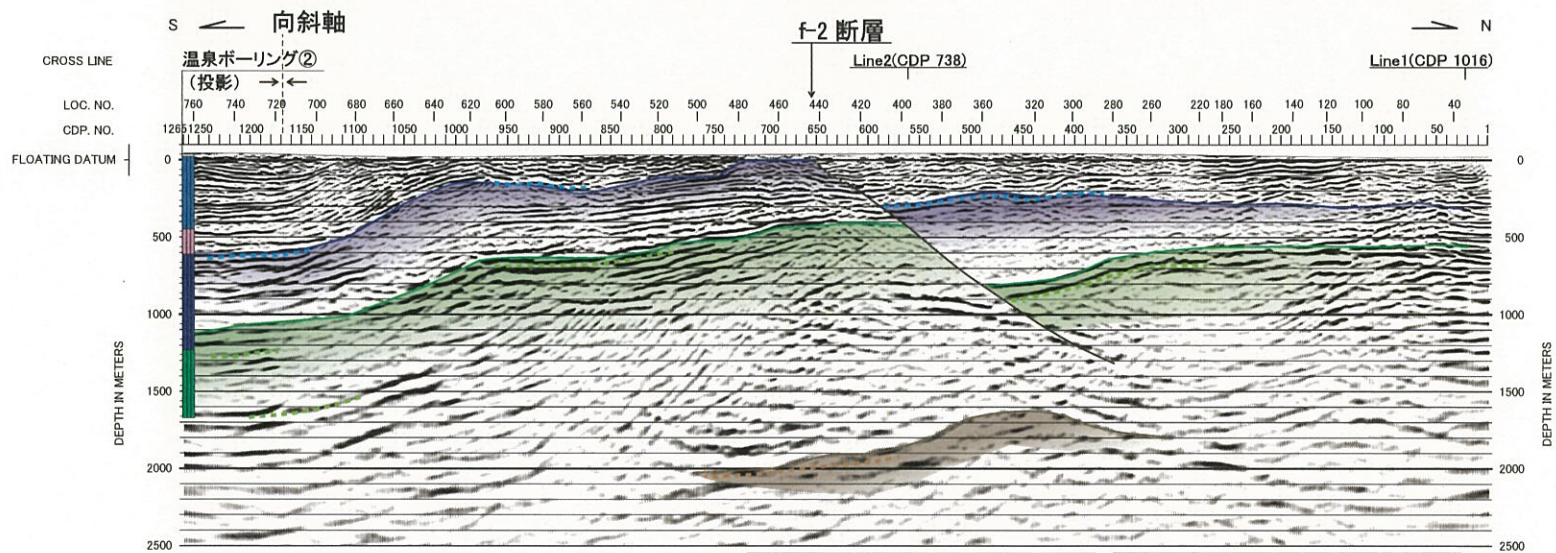 S 向斜軸 f-2 断層 N
CROSS LINE 温泉ボーリング② Line2(CDP 738) Line1(CDP 1016)
(投影)
LOC. NO. 760 740 720 700 680 660 640 620 600 580 560 540 520 500 480 460 440 420 400 380 360 320 300 280 260 220 180 160 140 120 100 80 40
CDP. NO. 1265 1250 1200 1150 1100 1050 1000 950 900 850 800 750 700 650 600 550 500 450 400 350 300 250 200 150 100 50 1
FLOATING DATUM 0 0
500 500
1000 1000
DEPTH IN METERS DEPTH IN METERS
1500 1500
2000 2000
2500 2500